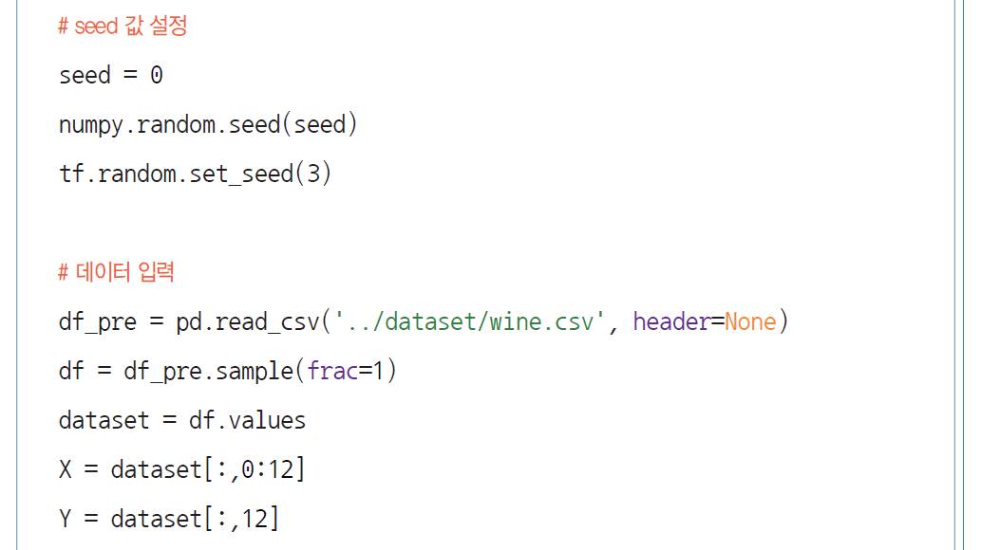 # seed 값 설정
seed = 0
numpy.random.seed(seed)
tf.random.set_seed(3)
# 데이터 입력
df_pre = pd.read_csv('../dataset/wine.csv', header=None)
df = df_pre.sample(frac=1)
dataset = df.values
X = dataset[:,0:12]
Y = dataset[:,12]